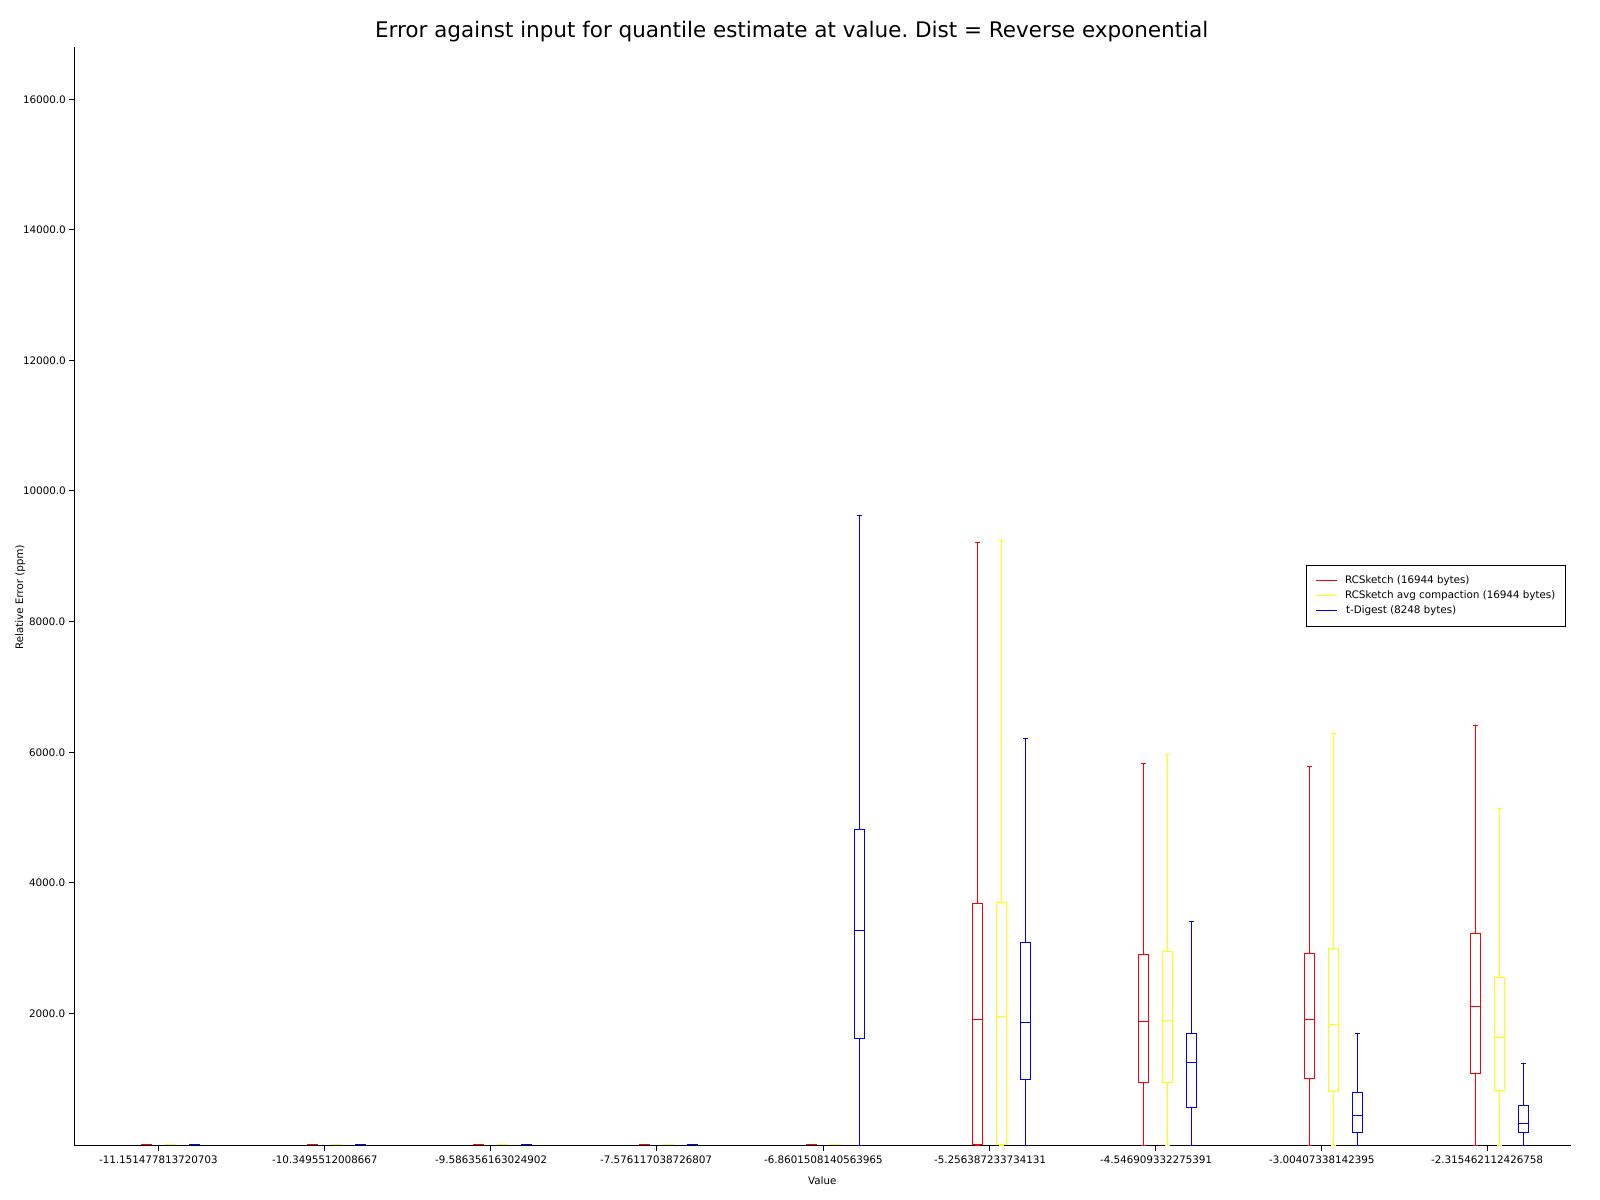 Error against input for quantile estimate at value. Dist = Reverse exponential
16000.0
14000.0
12000.0
10000.0
8000.0
6000.0
4000.0
2000.0
Relative Error (ppm)
RCSketch (16944 bytes)
RCSketch avg compaction (16944 bytes)
t-Digest (8248 bytes)
-11.151477813720703
-10.3495512008667
-9.586356163024902
-7.576117038726807
-6.8601508140563965
-5.256387233734131
-4.546909332275391
-3.00407338142395
-2.315462112426758
Value